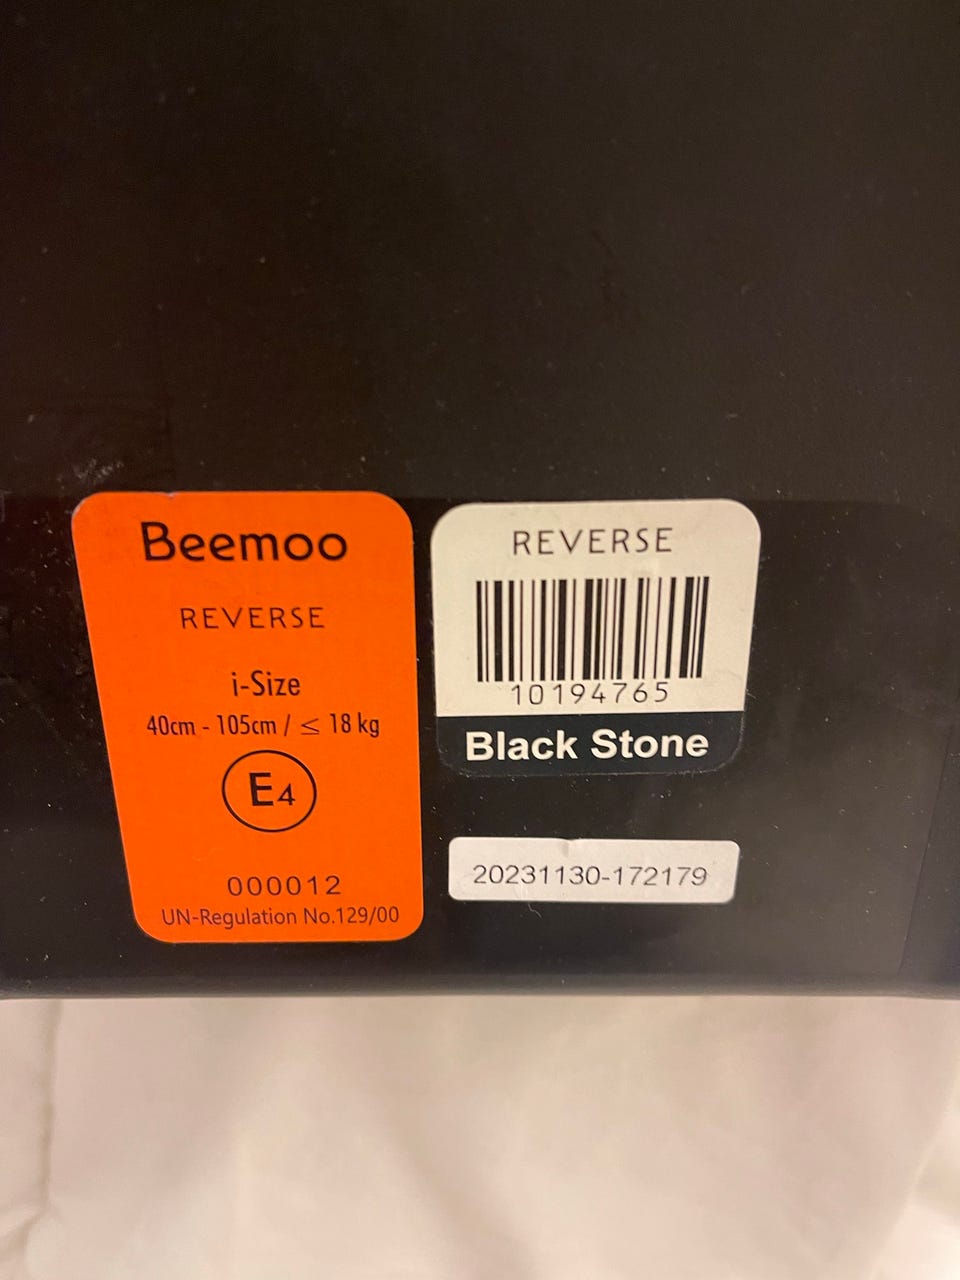 Beemoo
REVERSE
i-Size
40cm - 105cm / ≤ 18 kg
E4
000012
UN-Regulation No.129/00
REVERSE
10194765
Black Stone
20231130-172179